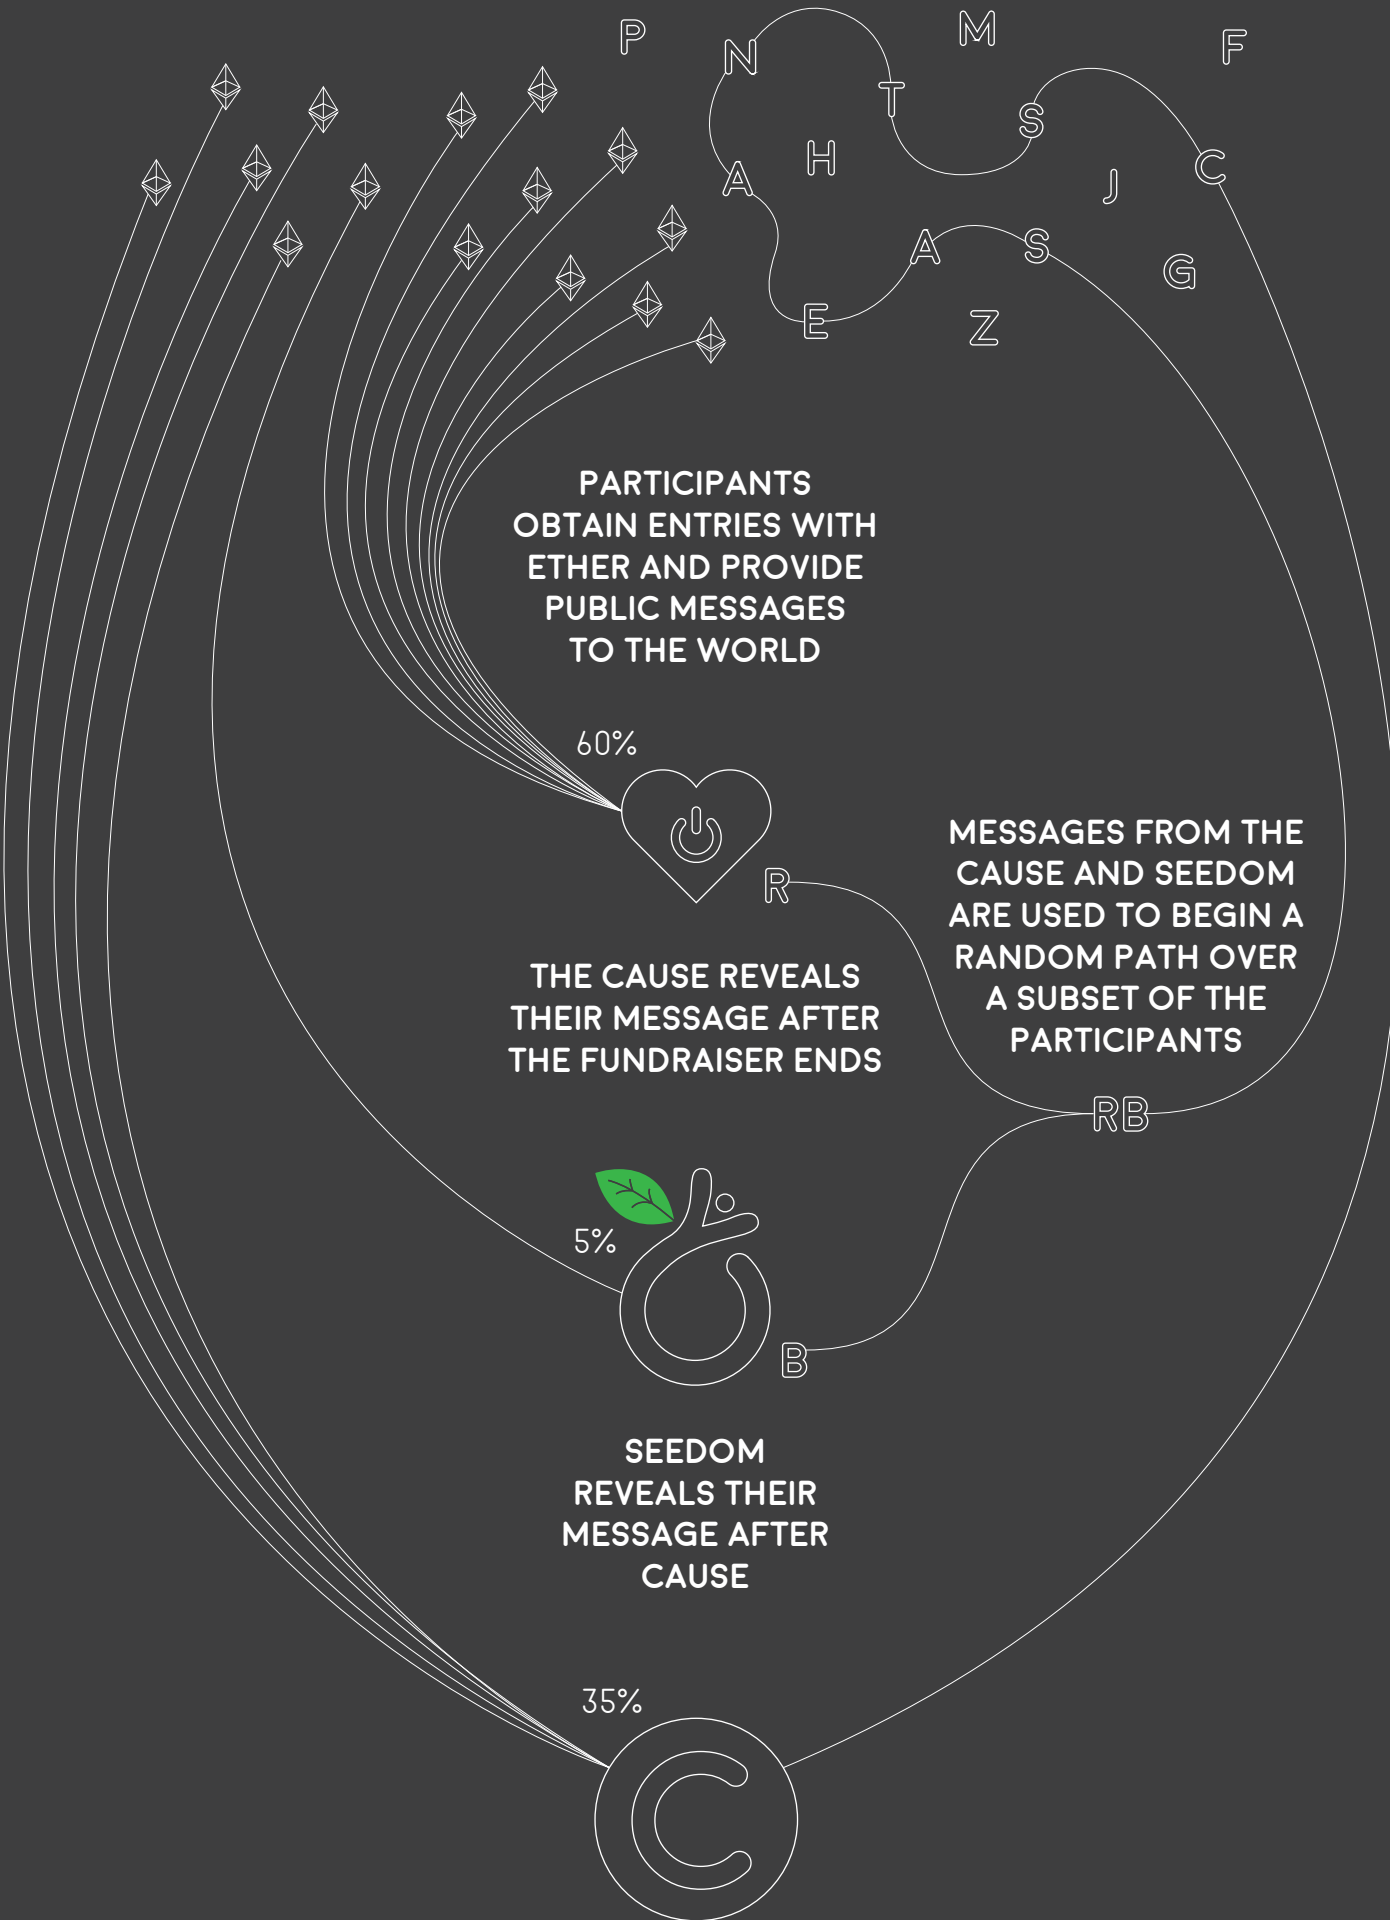 P
M
F
N
T
S
H
C
A
J
A
S
G
E
Z
PARTICIPANTS
OBTAIN ENTRIES WITH
ETHER AND PROVIDE
PUBLIC MESSAGES
TO THE WORLD
60%
R
MESSAGES FROM THE
CAUSE AND SEEDOM
ARE USED TO BEGIN A
RANDOM PATH OVER
A SUBSET OF THE
PARTICIPANTS
THE CAUSE REVEALS
THEIR MESSAGE AFTER
THE FUNDRAISER ENDS
RB
5%
B
SEEDOM
REVEALS THEIR
MESSAGE AFTER
CAUSE
35%
C